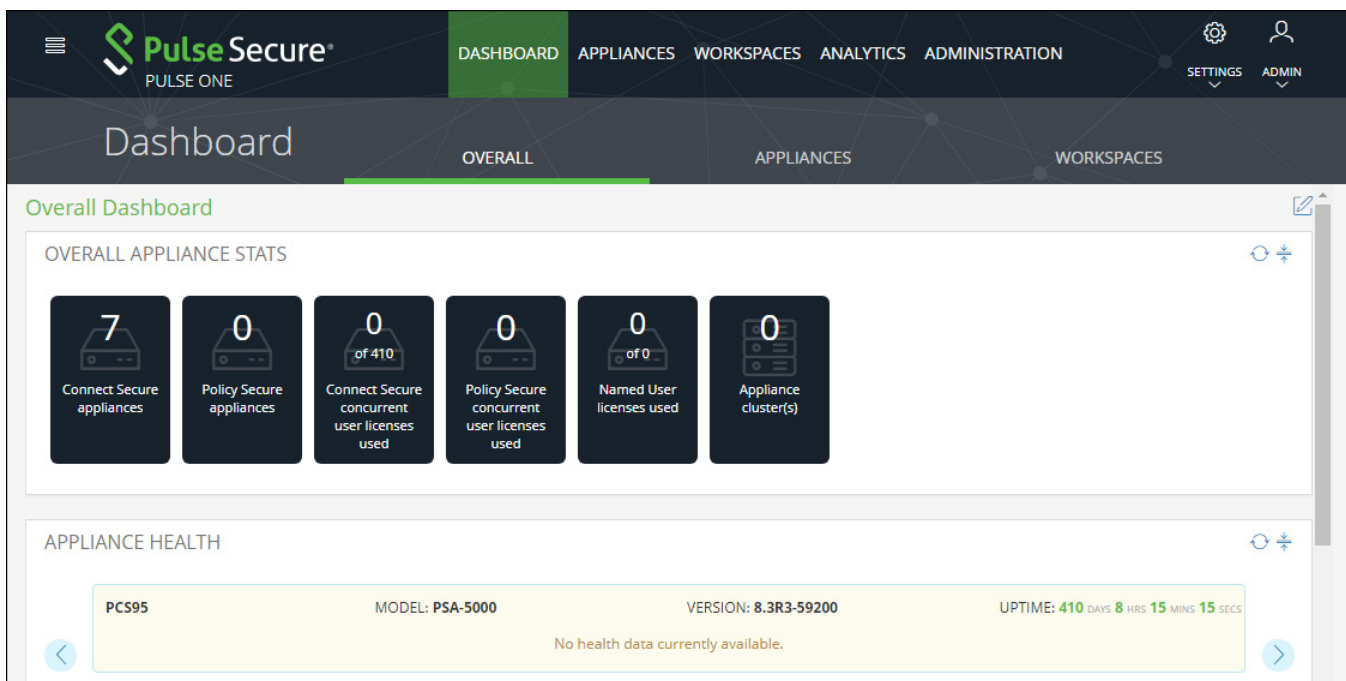 Pulse Secure®
PULSE ONE
DASHBOARD APPLIANCES WORKSPACES ANALYTICS ADMINISTRATION
SETTINGS ADMIN
Dashboard
OVERALL APPLIANCES WORKSPACES
Overall Dashboard
OVERALL APPLIANCE STATS
7
Connect Secure
appliances
0
Policy Secure
appliances
0
of 410
Connect Secure
concurrent
user licenses
used
0
Policy Secure
concurrent
user licenses
used
0
of 0
Named User
licenses used
0
Appliance
cluster(s)
APPLIANCE HEALTH
PCS95 MODEL: PSA-5000 VERSION: 8.3R3-59200 UPTIME: 410 DAYS 8 HRS 15 MINS 15 SECS
No health data currently available.